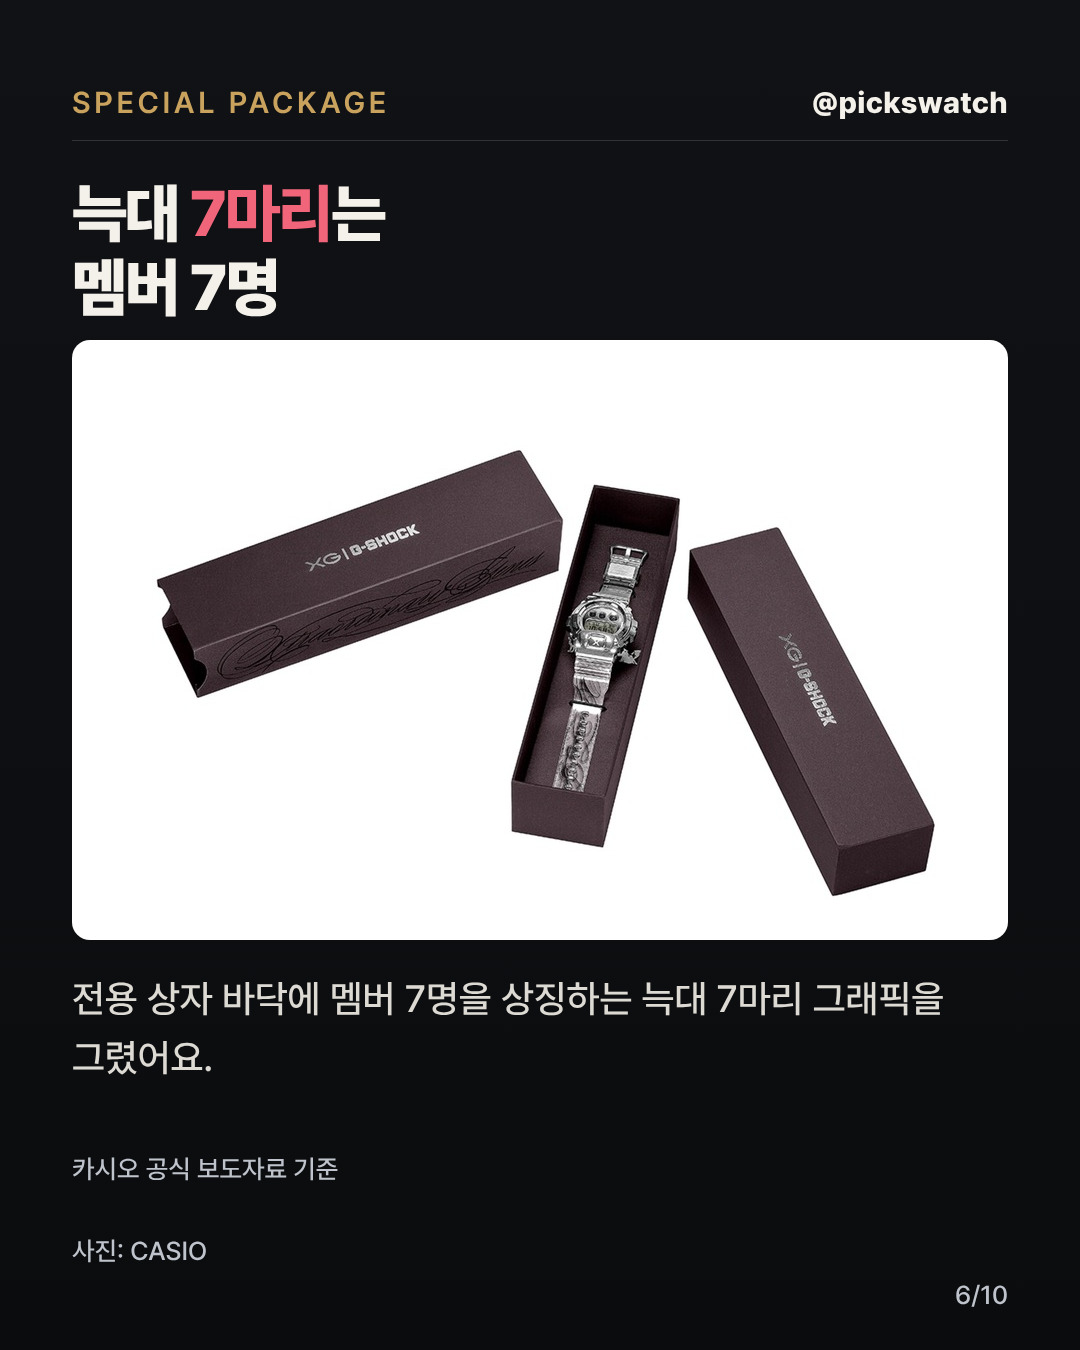 SPECIAL PACKAGE
@pickswatch
늑대 7마리는
멤버 7명
XG | G-SHOCK
XG | G-SHOCK
전용 상자 바닥에 멤버 7명을 상징하는 늑대 7마리 그래픽을
그렸어요.
카시오 공식 보도자료 기준
사진: CASIO
6/10